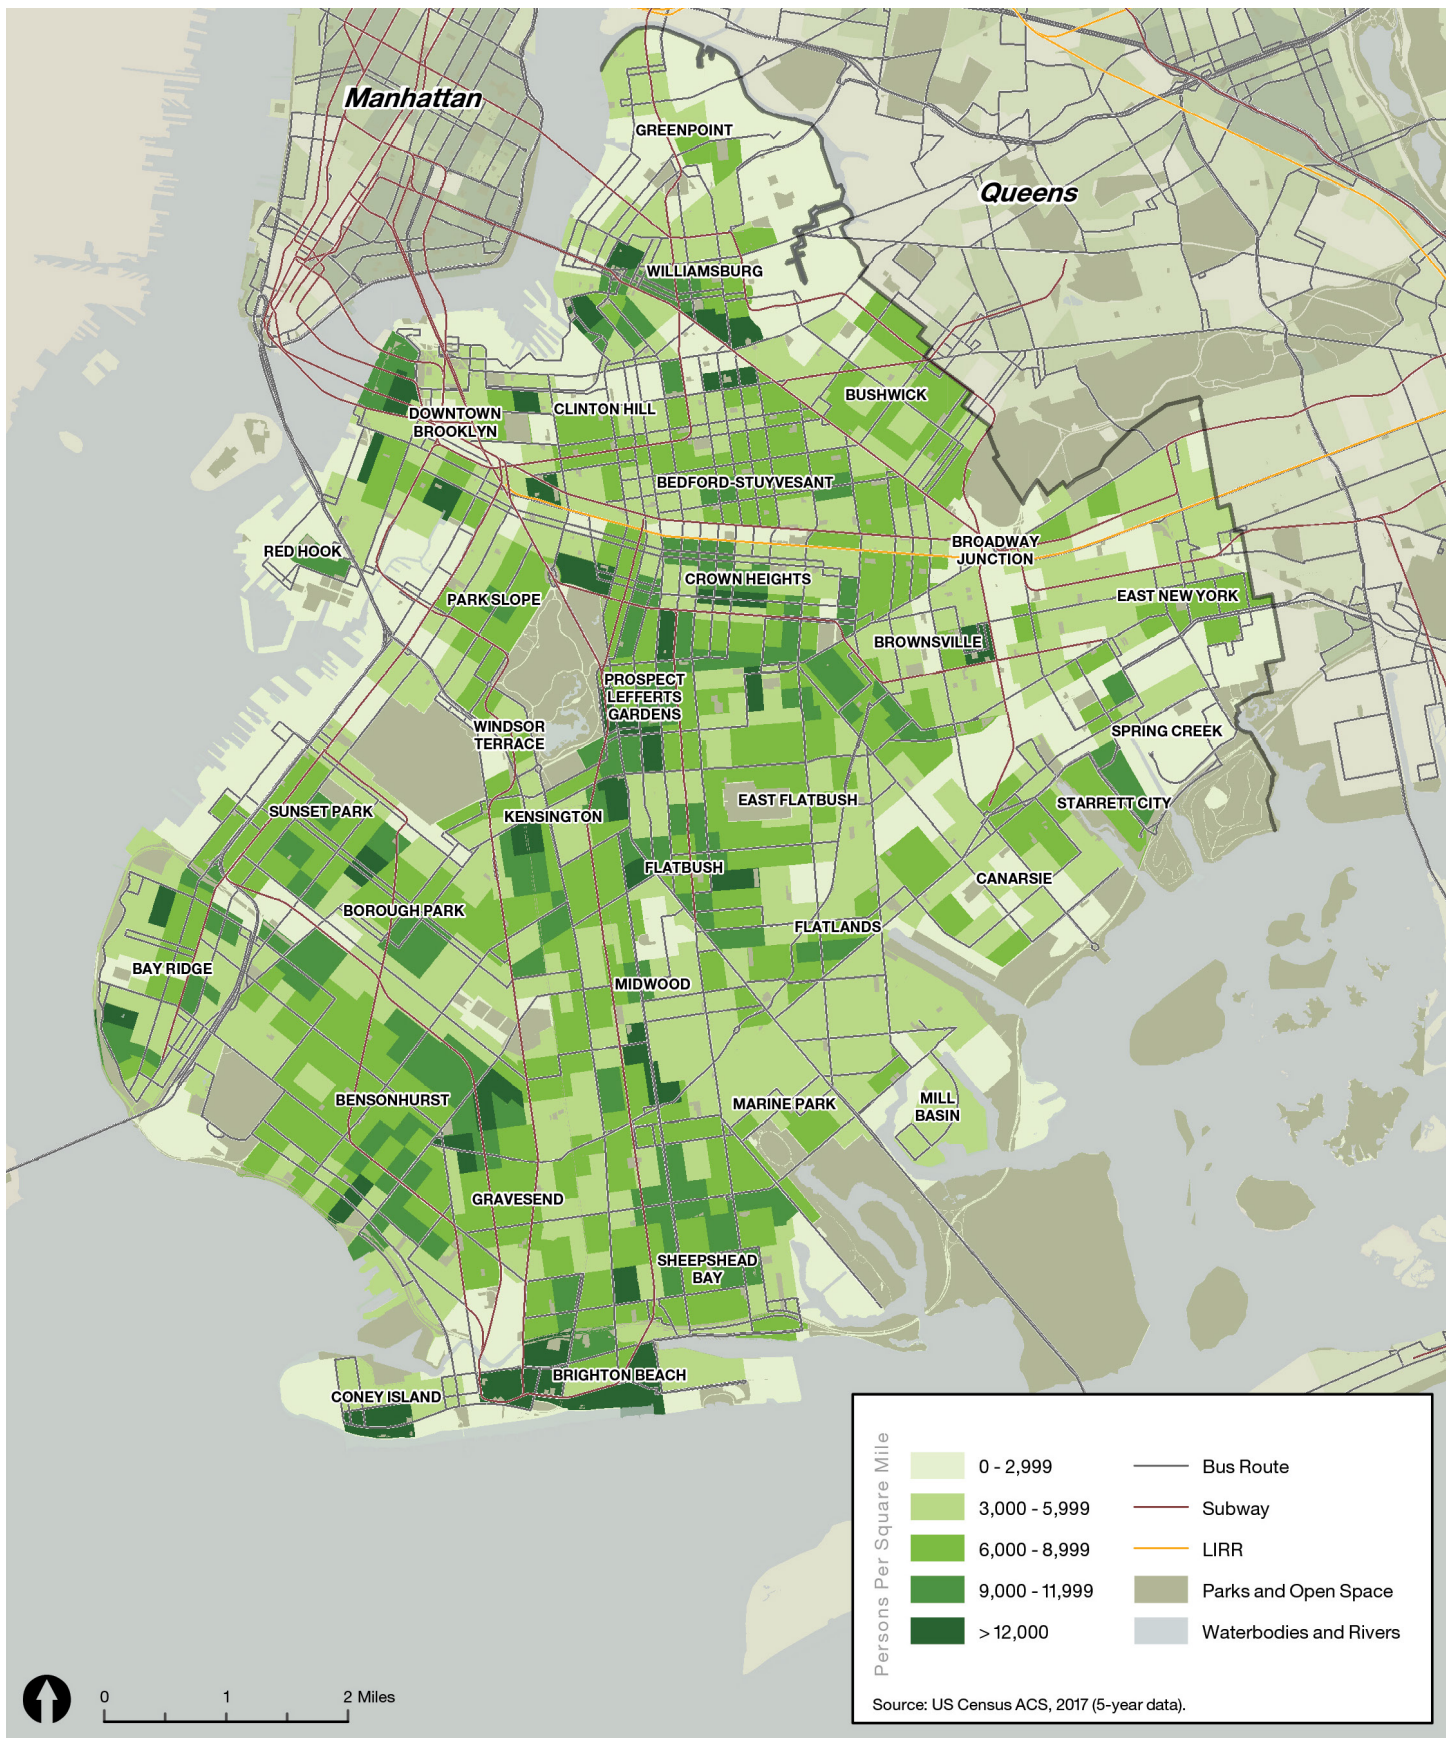 Manhattan
GREENPOINT
Queens
WILLIAMSBURG
BUSHWICK
CLINTON HILL
DOWNTOWN
BROOKLYN
BEDFORD-STUYVESANT
RED HOOK
BROADWAY
JUNCTION
CROWN HEIGHTS
PARK SLOPE
EAST NEW YORK
BROWNSVILLE
PROSPECT
LEFFERTS
GARDENS
WINDSOR
TERRACE
SPRING CREEK
EAST FLATBUSH
STARRETT CITY
SUNSET PARK
KENSINGTON
FLATBUSH
CANARSIE
BOROUGH PARK
FLATLANDS
BAY RIDGE
MIDWOOD
BENSONHURST
MARINE PARK
MILL
BASIN
GRAVESEND
SHEEPSHEAD
BAY
BRIGHTON BEACH
CONEY ISLAND
Persons Per Square Mile
0 - 2,999
3,000 - 5,999
6,000 - 8,999
9,000 - 11,999
> 12,000
Bus Route
Subway
LIRR
Parks and Open Space
Waterbodies and Rivers
Source: US Census ACS, 2017 (5-year data).
0 1 2 Miles